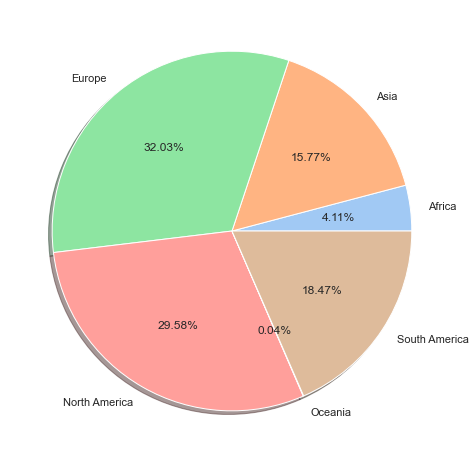 Europe
Asia
32.03%
15.77%
Africa
4.11%
18.47%
29.58%
0.04%
South America
North America
Oceania